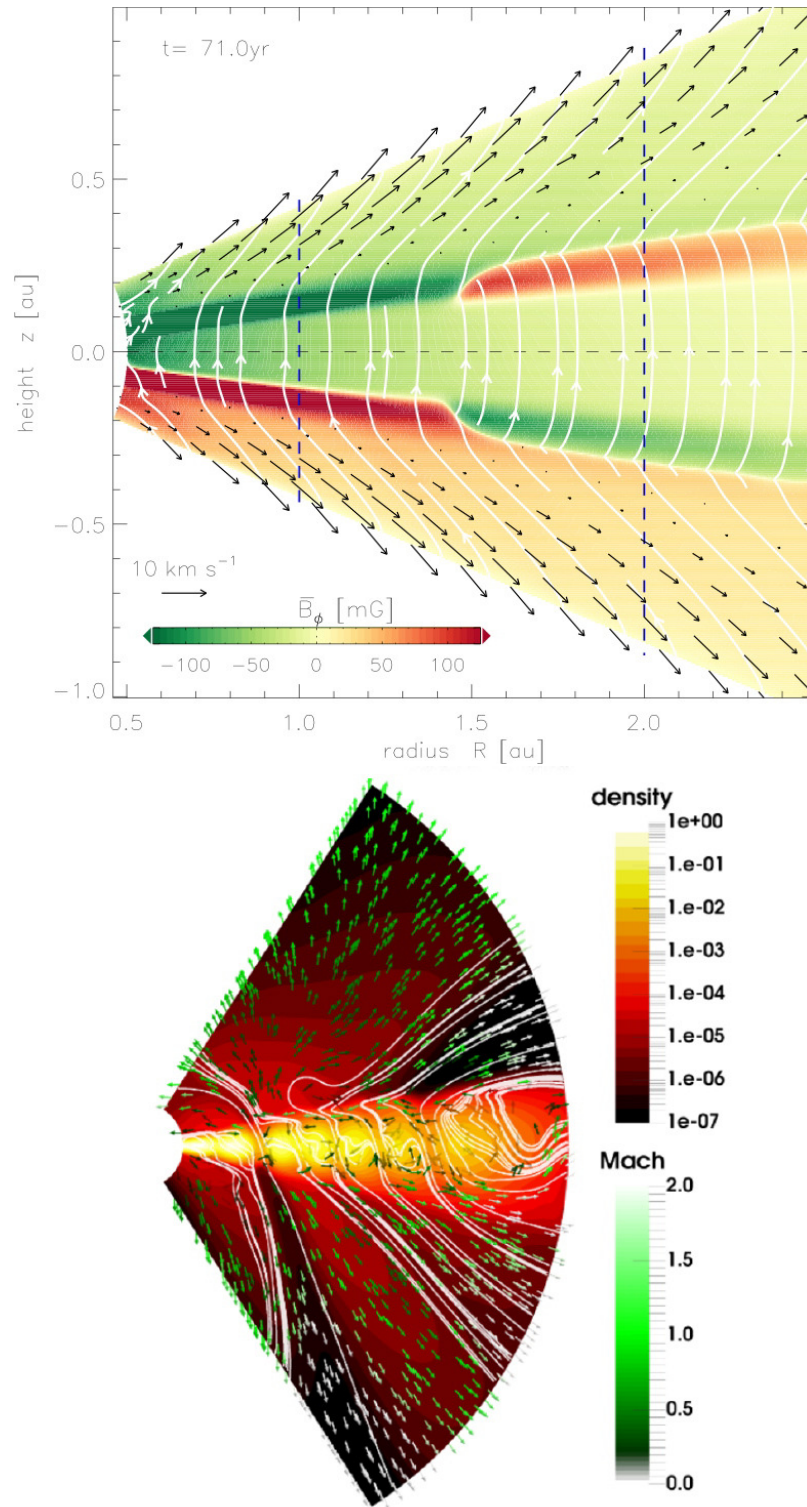 t= 71.0yr
0.5
0.0
−0.5
−1.0
height z [au]
10 km s⁻¹
B̅ϕ [mG]
−100 −50 0 50 100
0.5 1.0 1.5 2.0
radius R [au]
density
1e+00
1.e-01
1.e-02
1.e-03
1.e-04
1.e-05
1.e-06
1e-07
Mach
2.0
1.5
1.0
0.5
0.0